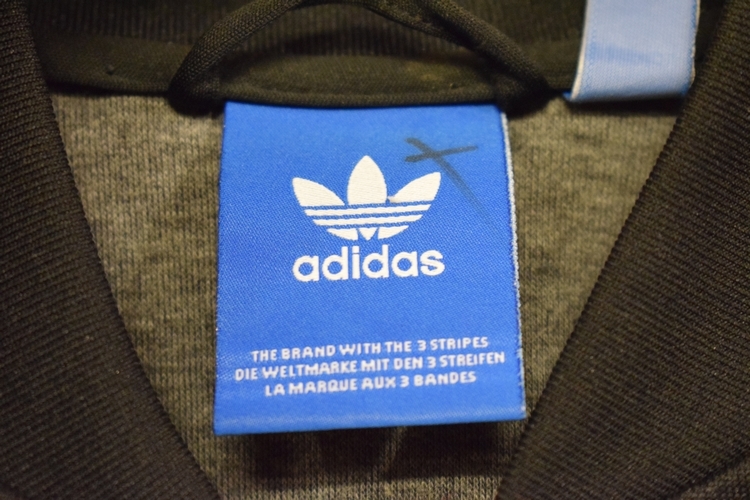 adidas
THE BRAND WITH THE 3 STRIPES
DIE WELTMARKE MIT DEN 3 STREIFEN
LA MARQUE AUX 3 BANDES